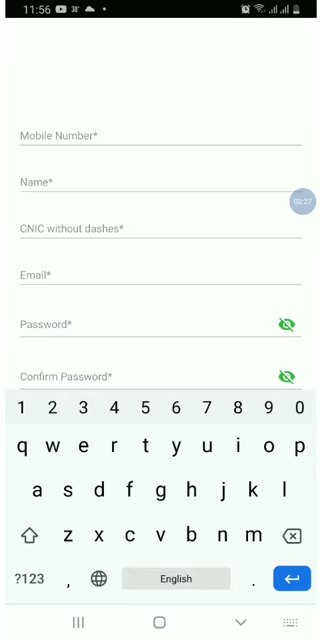 11:56 38°
Mobile Number*
Name*
00:27
CNIC without dashes*
Email*
Password*
Confirm Password*
1 2 3 4 5 6 7 8 9 0
q w e r t y u i o p
a s d f g h j k l
z x c v b n m
?123 , English .